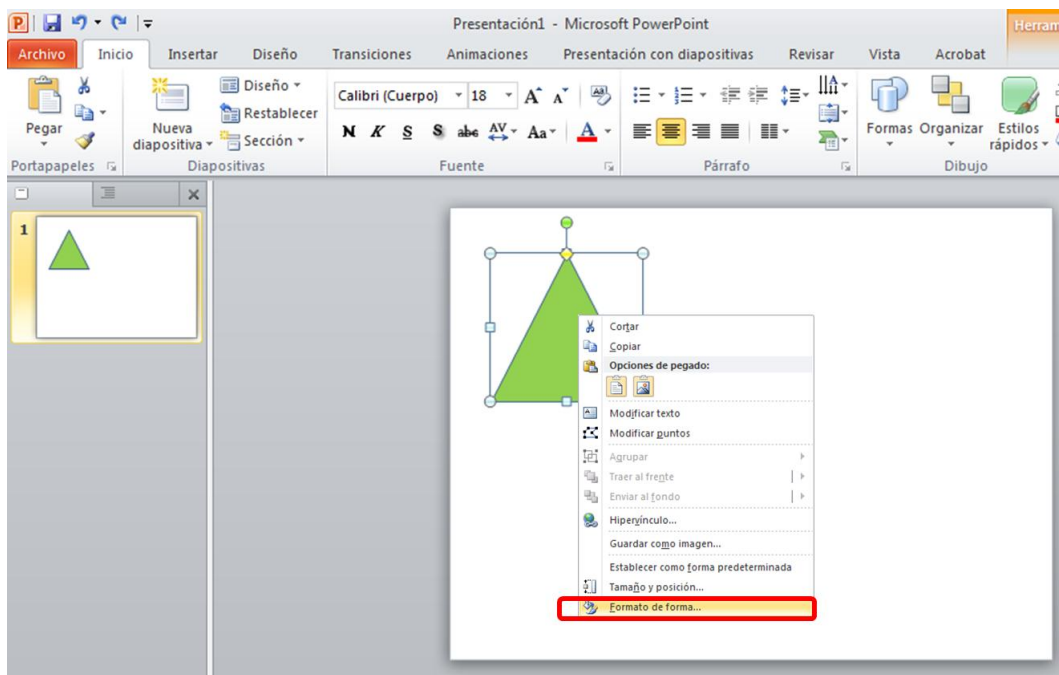 Presentación1 - Microsoft PowerPoint
Archivo Inicio Insertar Diseño Transiciones Animaciones Presentación con diapositivas Revisar Vista Acrobat
Pegar
Nueva
diapositiva
Diseño
Restablecer
Sección
Calibri (Cuerpo) 18 A A
N K S S abc AV Aa A
Formas Organizar Estilos
rápidos
Portapapeles Diapositivas Fuente Párrafo Dibujo
1
Cortar
Copiar
Opciones de pegado:
Modificar texto
Modificar puntos
Agrupar
Traer al frente
Enviar al fondo
Hipervínculo...
Guardar como imagen...
Establecer como forma predeterminada
Tamaño y posición...
Formato de forma...